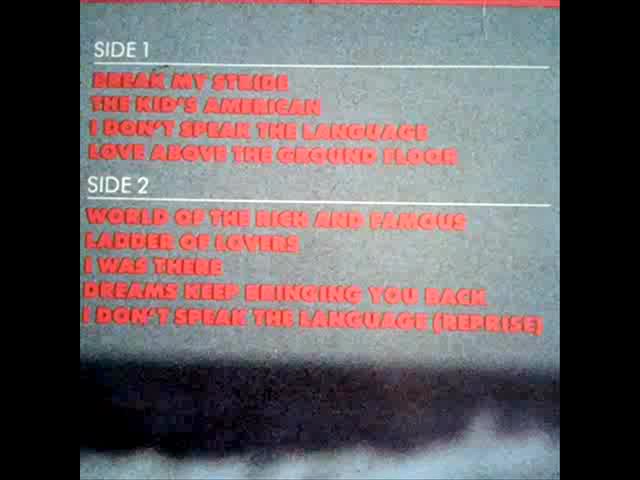 SIDE 1
BREAK MY STRIDE
THE KID'S AMERICAN
I DON'T SPEAK THE LANGUAGE
LOVE ABOVE THE GROUND FLOOR
SIDE 2
WORLD OF THE RICH AND FAMOUS
LADDER OF LOVERS
I WAS THERE
DREAMS KEEP BRINGING YOU BACK
I DON'T SPEAK THE LANGUAGE (REPRISE)